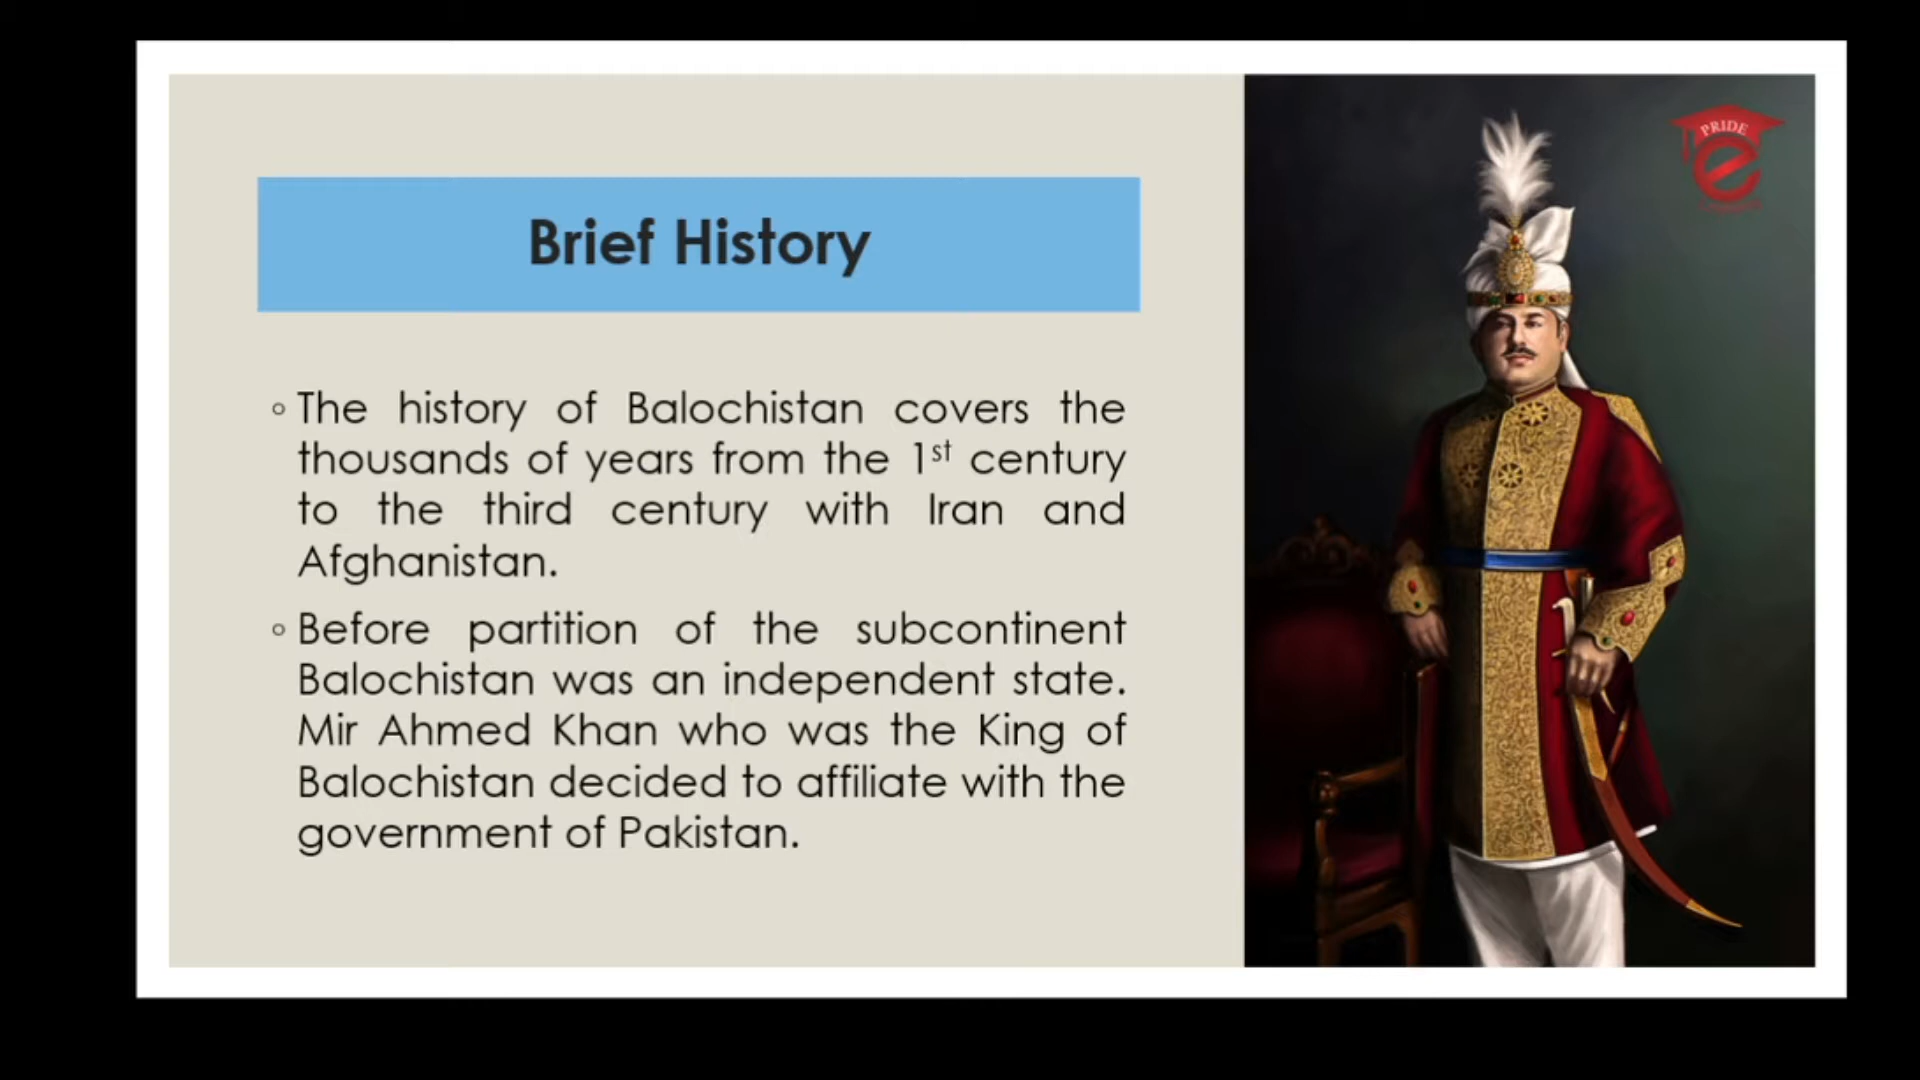 PRIDE
Brief History
The history of Balochistan covers the
thousands of years from the 1st century
to the third century with Iran and
Afghanistan.
Before partition of the subcontinent
Balochistan was an independent state.
Mir Ahmed Khan who was the King of
Balochistan decided to affiliate with the
government of Pakistan.